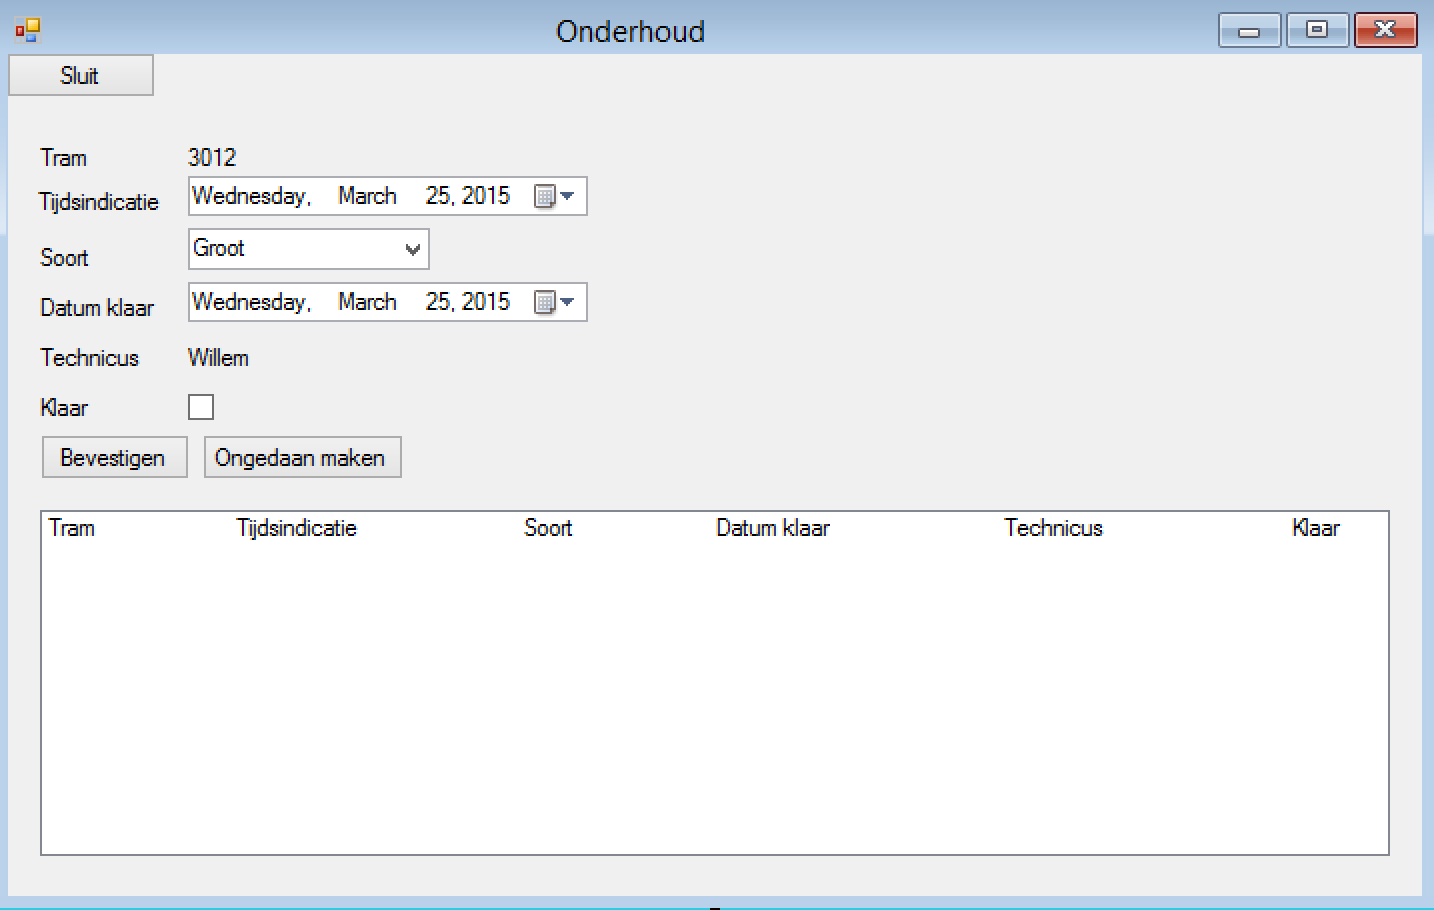 Onderhoud
Sluit
Tram 3012
Tijdsindicatie Wednesday, March 25, 2015
Soort Groot
Datum klaar Wednesday, March 25, 2015
Technicus Willem
Klaar
Bevestigen Ongedaan maken
Tram Tijdsindicatie Soort Datum klaar Technicus Klaar